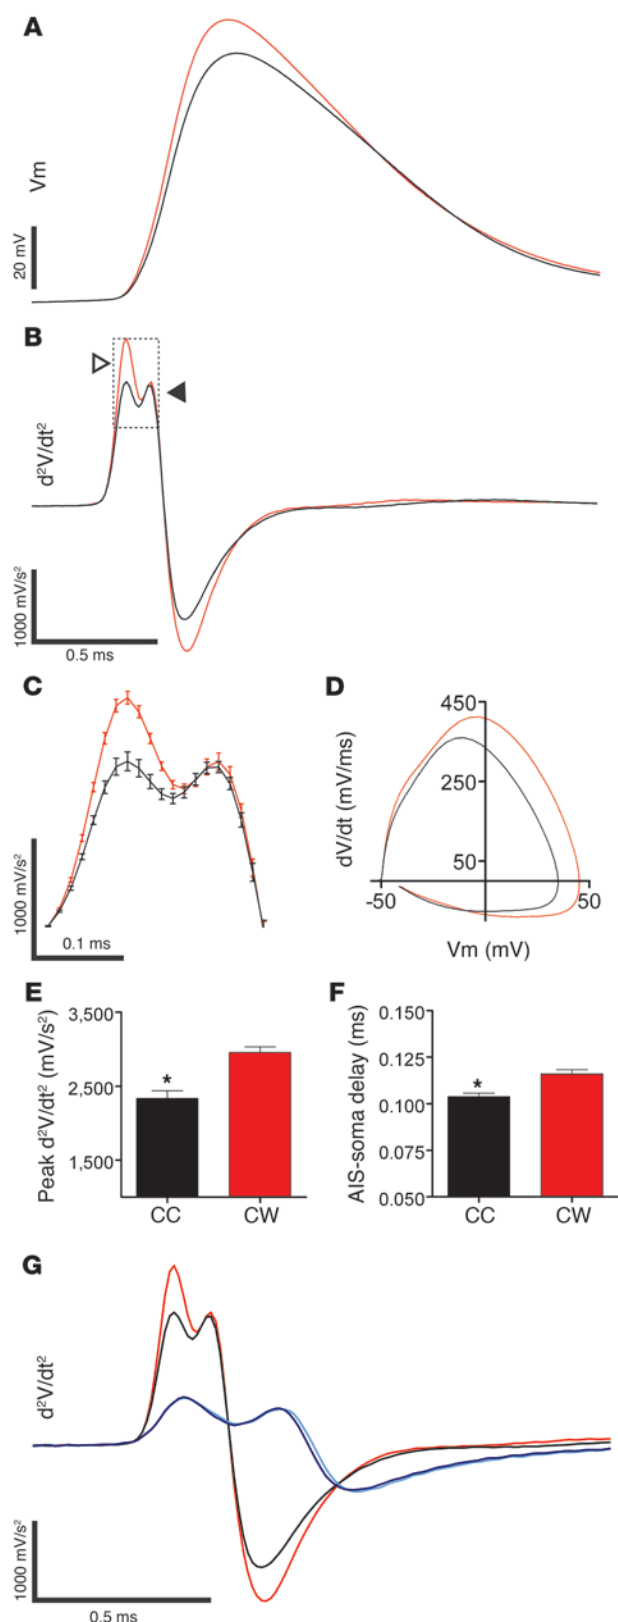 A
Vm
20 mV
B
d²V/dt²
1000 mV/s²
0.5 ms
C
1000 mV/s²
0.1 ms
D
dV/dt (mV/ms)
450
250
50
-50
50
Vm (mV)
E
Peak d²V/dt² (mV/s²)
3,500
2,500
1,500
*
CC
CW
F
AIS-soma delay (ms)
0.150
0.125
0.100
0.075
0.050
*
CC
CW
G
d²V/dt²
1000 mV/s²
0.5 ms